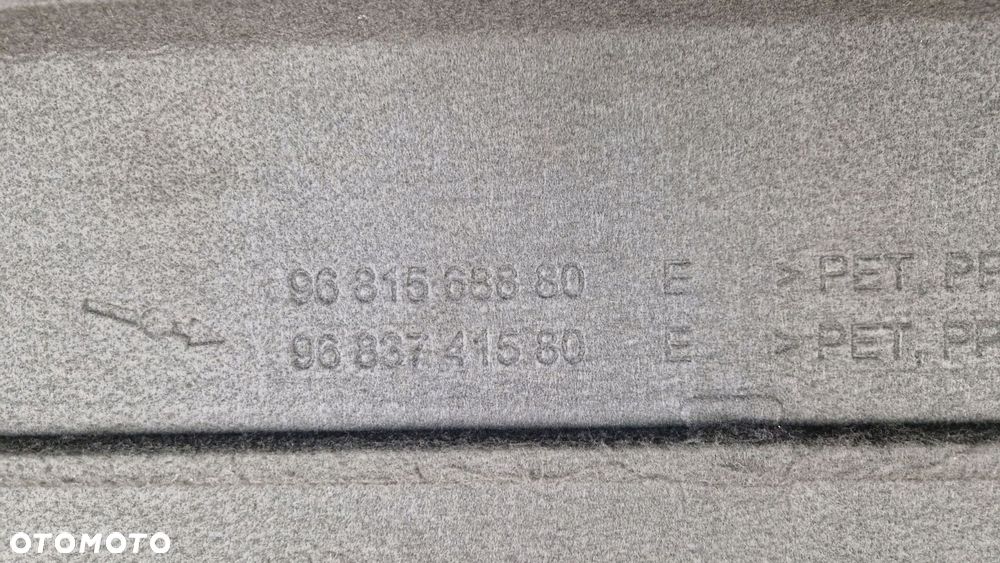 96 815 688 80 E >PET, PP
96 837 415 80 E >PET, PP
OTOMOTO